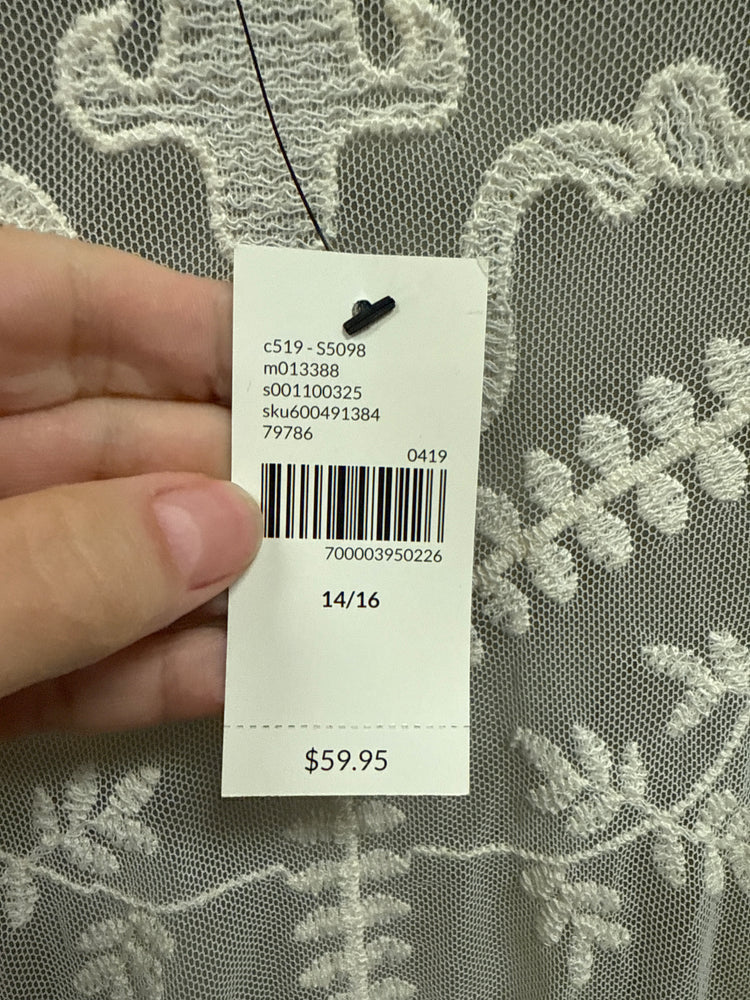 c519 - S5098
m013388
s001100325
sku600491384
79786
0419
700003950226
14/16
$59.95